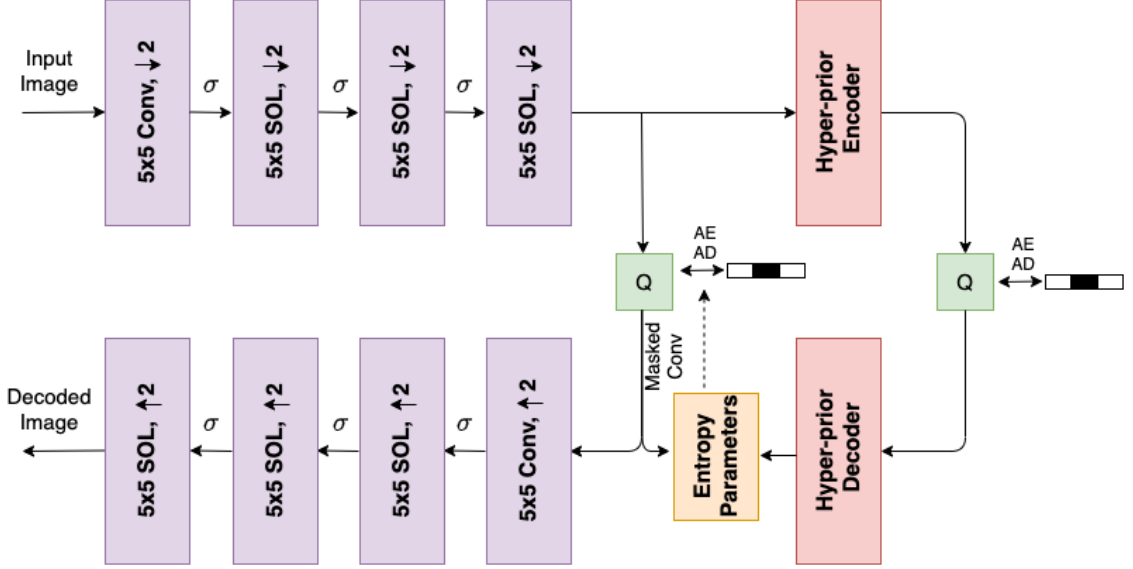 Input
Image
5x5 Conv, ↓2
σ
5x5 SOL, ↓2
σ
5x5 SOL, ↓2
σ
5x5 SOL, ↓2
Hyper-prior
Encoder
AE
AD
Q
AE
AD
Q
Masked
Conv
Decoded
Image
5x5 SOL, ↑2
σ
5x5 SOL, ↑2
σ
5x5 SOL, ↑2
σ
5x5 Conv, ↑2
Entropy
Parameters
Hyper-prior
Decoder